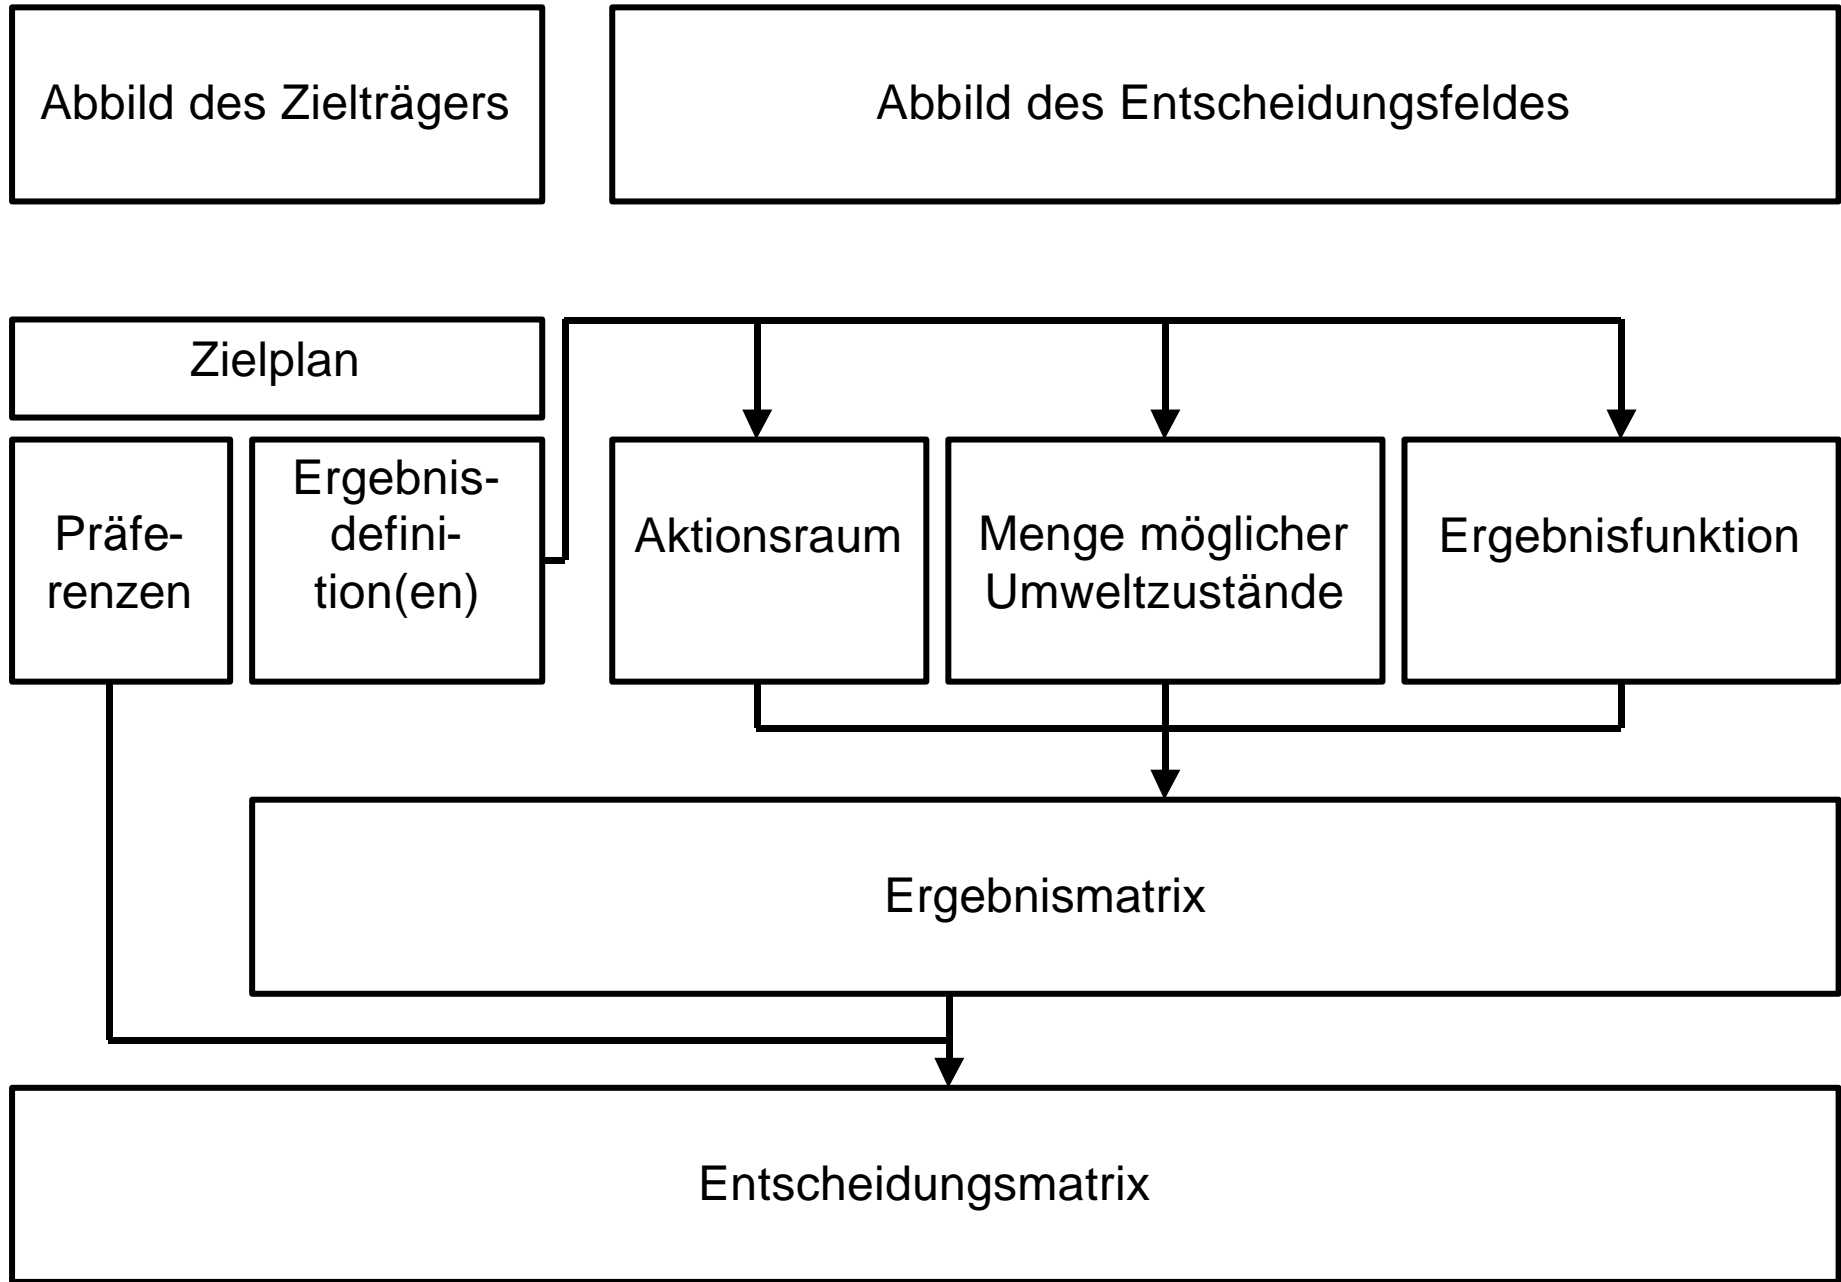 Abbild des Zielträgers
Abbild des Entscheidungsfeldes
Zielplan
Präfe-
renzen
Ergebnis-
defini-
tion(en)
Aktionsraum
Menge möglicher
Umweltzustände
Ergebnisfunktion
Ergebnismatrix
Entscheidungsmatrix